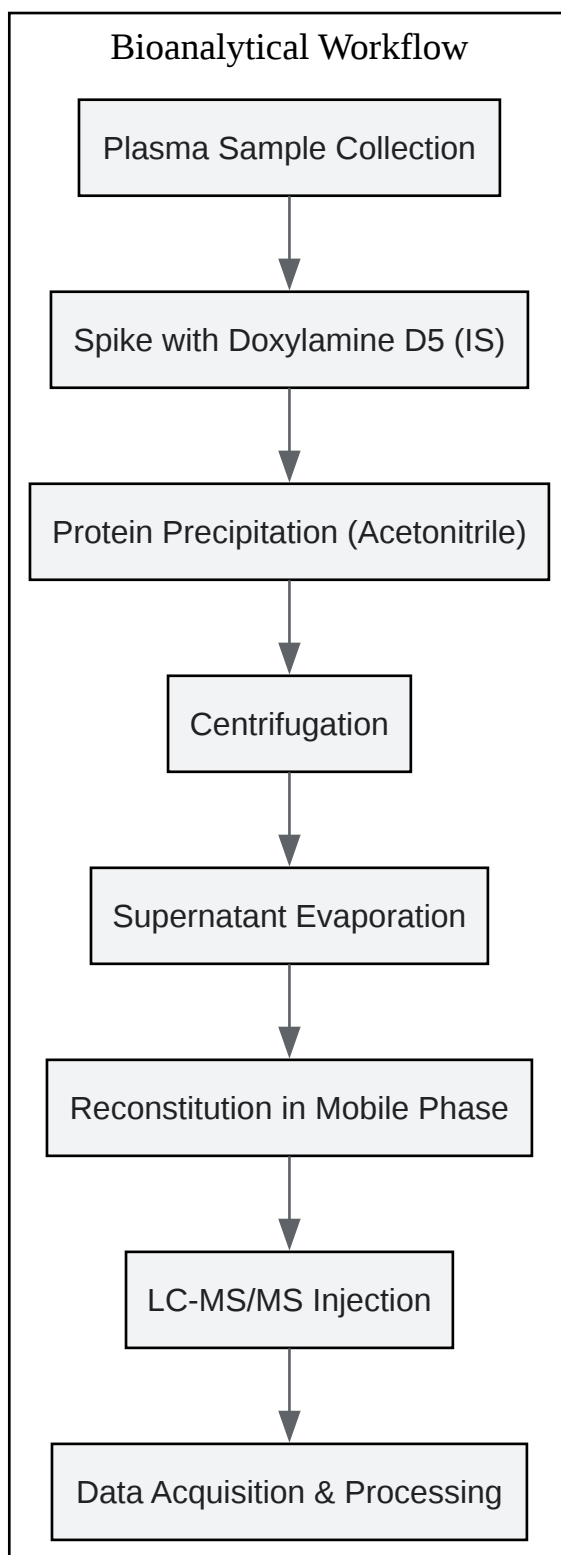 Bioanalytical Workflow
Plasma Sample Collection
Spike with Doxylamine D5 (IS)
Protein Precipitation (Acetonitrile)
Centrifugation
Supernatant Evaporation
Reconstitution in Mobile Phase
LC-MS/MS Injection
Data Acquisition & Processing